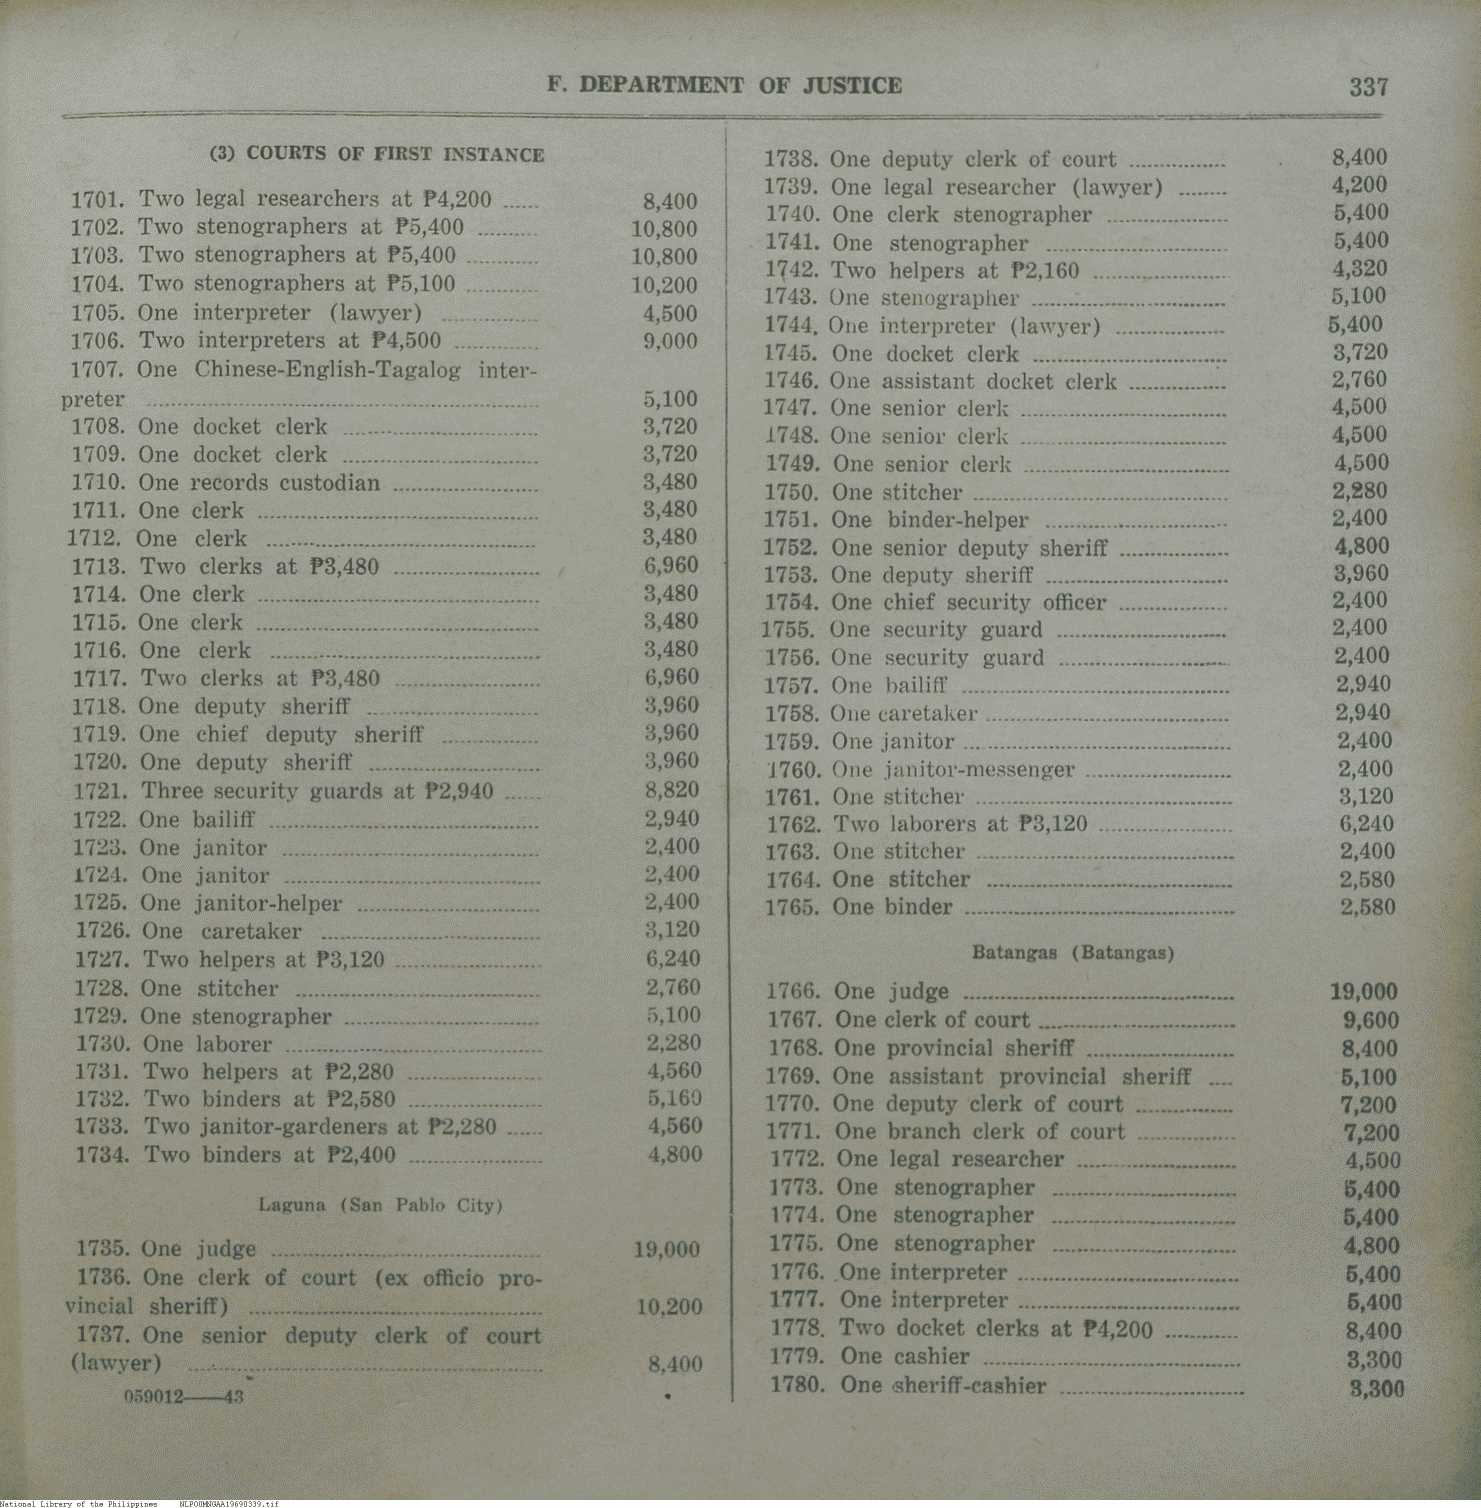 F. DEPARTMENT OF JUSTICE 337
(3) COURTS OF FIRST INSTANCE
1701. Two legal researchers at ₱4,200 ...... 8,400
1702. Two stenographers at ₱5,400 .......... 10,800
1703. Two stenographers at ₱5,400 ............ 10,800
1704. Two stenographers at ₱5,100 ............ 10,200
1705. One interpreter (lawyer) ................ 4,500
1706. Two interpreters at ₱4,500 .............. 9,000
1707. One Chinese-English-Tagalog inter-
preter ................ 5,100
1708. One docket clerk ................ 3,720
1709. One docket clerk ................ 3,720
1710. One records custodian ................ 3,480
1711. One clerk ................ 3,480
1712. One clerk ................ 3,480
1713. Two clerks at ₱3,480 ................ 6,960
1714. One clerk ................ 3,480
1715. One clerk ................ 3,480
1716. One clerk ................ 3,480
1717. Two clerks at ₱3,480 ................ 6,960
1718. One deputy sheriff ................ 3,960
1719. One chief deputy sheriff ................ 3,960
1720. One deputy sheriff ................ 3,960
1721. Three security guards at ₱2,940 ...... 8,820
1722. One bailiff ................ 2,940
1723. One janitor ................ 2,400
1724. One janitor ................ 2,400
1725. One janitor-helper ................ 2,400
1726. One caretaker ................ 3,120
1727. Two helpers at ₱3,120 ................ 6,240
1728. One stitcher ................ 2,760
1729. One stenographer ................ 5,100
1730. One laborer ................ 2,280
1731. Two helpers at ₱2,280 ................ 4,560
1732. Two binders at ₱2,580 ................ 5,160
1733. Two janitor-gardeners at ₱2,280 ...... 4,560
1734. Two binders at ₱2,400 ................ 4,800
Laguna (San Pablo City)
1735. One judge ................ 19,000
1736. One clerk of court (ex officio pro-
vincial sheriff) ................ 10,200
1737. One senior deputy clerk of court
(lawyer) ................ 8,400
059012——43
1738. One deputy clerk of court ................ 8,400
1739. One legal researcher (lawyer) ........ 4,200
1740. One clerk stenographer ................ 5,400
1741. One stenographer ................ 5,400
1742. Two helpers at ₱2,160 ................ 4,320
1743. One stenographer ................ 5,100
1744. One interpreter (lawyer) ................ 5,400
1745. One docket clerk ................ 3,720
1746. One assistant docket clerk ................ 2,760
1747. One senior clerk ................ 4,500
1748. One senior clerk ................ 4,500
1749. One senior clerk ................ 4,500
1750. One stitcher ................ 2,280
1751. One binder-helper ................ 2,400
1752. One senior deputy sheriff ................ 4,800
1753. One deputy sheriff ................ 3,960
1754. One chief security officer ................ 2,400
1755. One security guard ................ 2,400
1756. One security guard ................ 2,400
1757. One bailiff ................ 2,940
1758. One caretaker ................ 2,940
1759. One janitor ................ 2,400
1760. One janitor-messenger ................ 2,400
1761. One stitcher ................ 3,120
1762. Two laborers at ₱3,120 ................ 6,240
1763. One stitcher ................ 2,400
1764. One stitcher ................ 2,580
1765. One binder ................ 2,580
Batangas (Batangas)
1766. One judge ................ 19,000
1767. One clerk of court ................ 9,600
1768. One provincial sheriff ................ 8,400
1769. One assistant provincial sheriff .... 5,100
1770. One deputy clerk of court ................ 7,200
1771. One branch clerk of court ................ 7,200
1772. One legal researcher ................ 4,500
1773. One stenographer ................ 5,400
1774. One stenographer ................ 5,400
1775. One stenographer ................ 4,800
1776. One interpreter ................ 5,400
1777. One interpreter ................ 5,400
1778. Two docket clerks at ₱4,200 ............ 8,400
1779. One cashier ................ 3,300
1780. One sheriff-cashier ................ 3,300
National Library of the Philippines NLPOOMNGAA19690339.tif